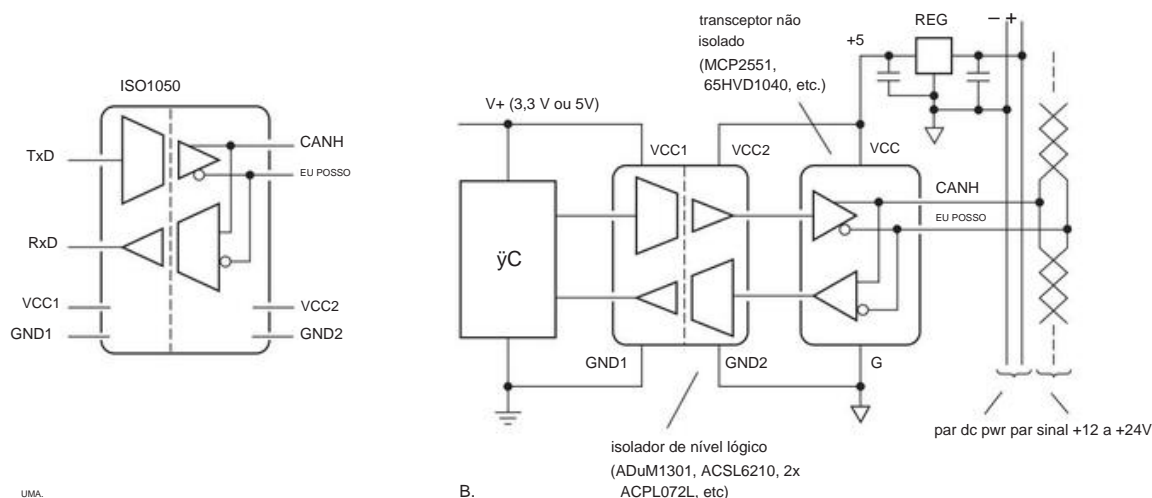 ISO1050
TxD
RxD
VCC1
GND1
CANH
EU POSSO
VCC2
GND2
UMA.
transceptor não
isolado
(MCP2551,
65HVD1040, etc.)
REG
− +
+5
V+ (3,3 V ou 5V)
VCC1
VCC2
VCC
CANH
EU POSSO
ÿC
GND1
GND2
G
par dc pwr par sinal +12 a +24V
isolador de nível lógico
(ADuM1301, ACSL6210, 2x
ACPL072L, etc)
B.